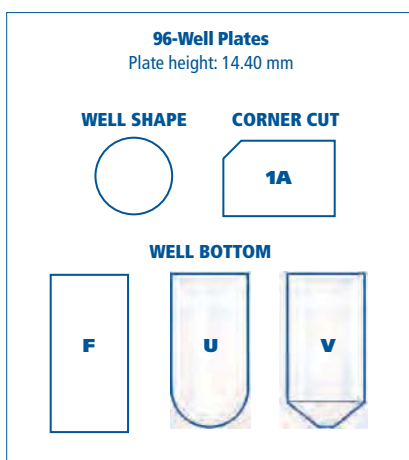 96-Well Plates
Plate height: 14.40 mm
WELL SHAPE CORNER CUT
1A
WELL BOTTOM
F U V